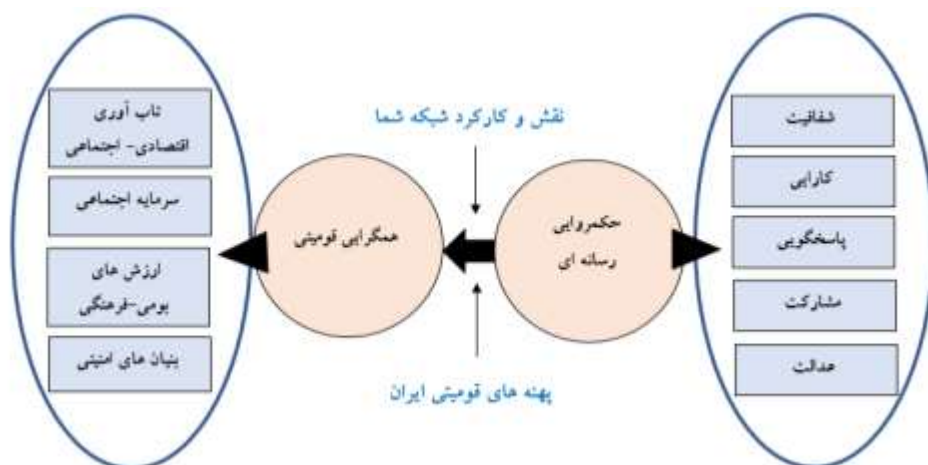 شفافیت
کارایی
پاسخگویی
مشارکت
عدالت
حکمروایی
رسانه ای
نقش و کارکرد شبکه شما
پهنه های قومیتی ایران
همگرایی قومیتی
تاب آوری
اقتصادی- اجتماعی
سرمایه اجتماعی
ارزش های
بومی-فرهنگی
بنیان های امنیتی